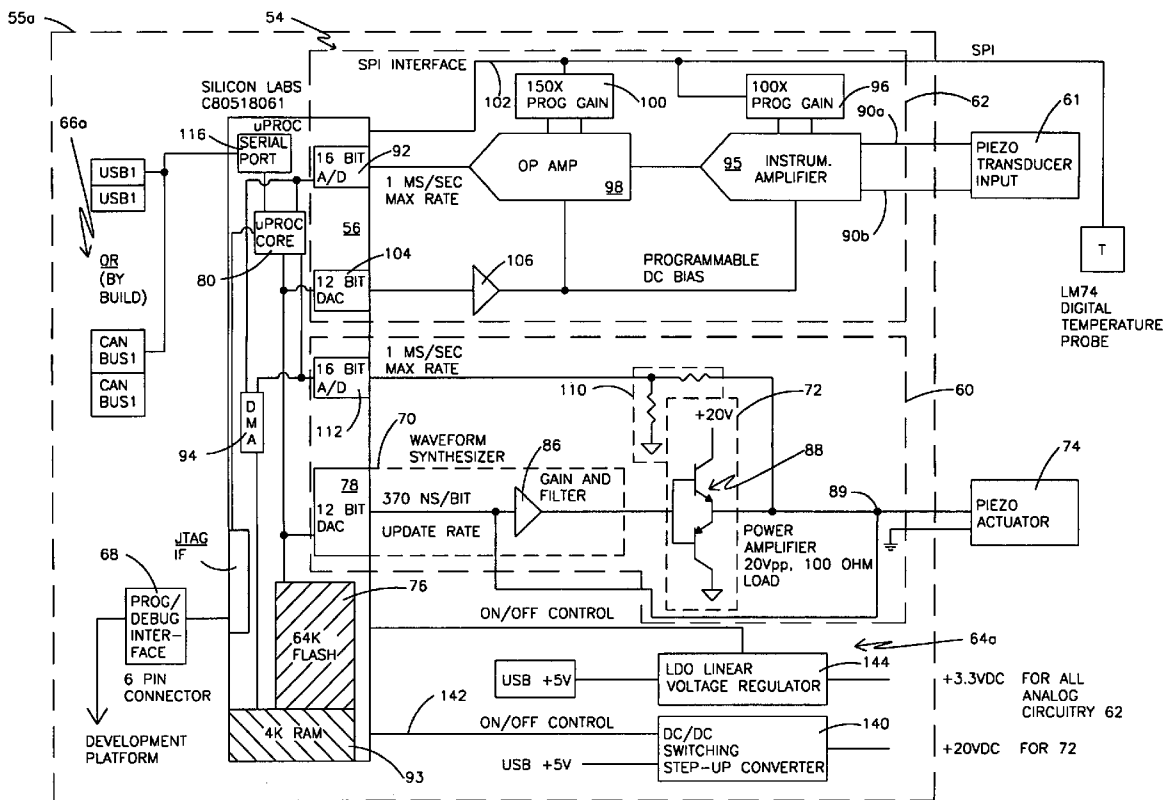 55a
54
SPI
SPI INTERFACE
102
150X
PROG GAIN
100
100X
PROG GAIN
96
62
61
SILICON LABS
C80518061
uPROC
66a
116
SERIAL
PORT
16 BIT
A/D
92
OP AMP
98
95
INSTRUM.
AMPLIFIER
90a
90b
PIEZO
TRANSDUCER
INPUT
USB1
USB1
1 MS/SEC
MAX RATE
uPROC
CORE
56
80
104
106
PROGRAMMABLE
DC BIAS
T
OR
(BY
BUILD)
12 BIT
DAC
LM74
DIGITAL
TEMPERATURE
PROBE
CAN
BUS1
CAN
BUS1
16 BIT
A/D
1 MS/SEC
MAX RATE
110
72
60
+20V
DMA
94
112
70
WAVEFORM
SYNTHESIZER
86
88
74
78
12 BIT
DAC
370 NS/BIT
UPDATE RATE
GAIN AND
FILTER
89
PIEZO
ACTUATOR
JTAG
IF
POWER
AMPLIFIER
20Vpp, 100 OHM
LOAD
68
PROG/
DEBUG
INTER-
FACE
6 PIN
CONNECTOR
76
64K
FLASH
ON/OFF CONTROL
64a
USB +5V
LDO LINEAR
VOLTAGE REGULATOR
144
+3.3VDC FOR ALL
ANALOG
CIRCUITRY 62
142
ON/OFF CONTROL
DC/DC
SWITCHING
STEP-UP CONVERTER
140
+20VDC FOR 72
USB +5V
4K RAM
93
DEVELOPMENT
PLATFORM